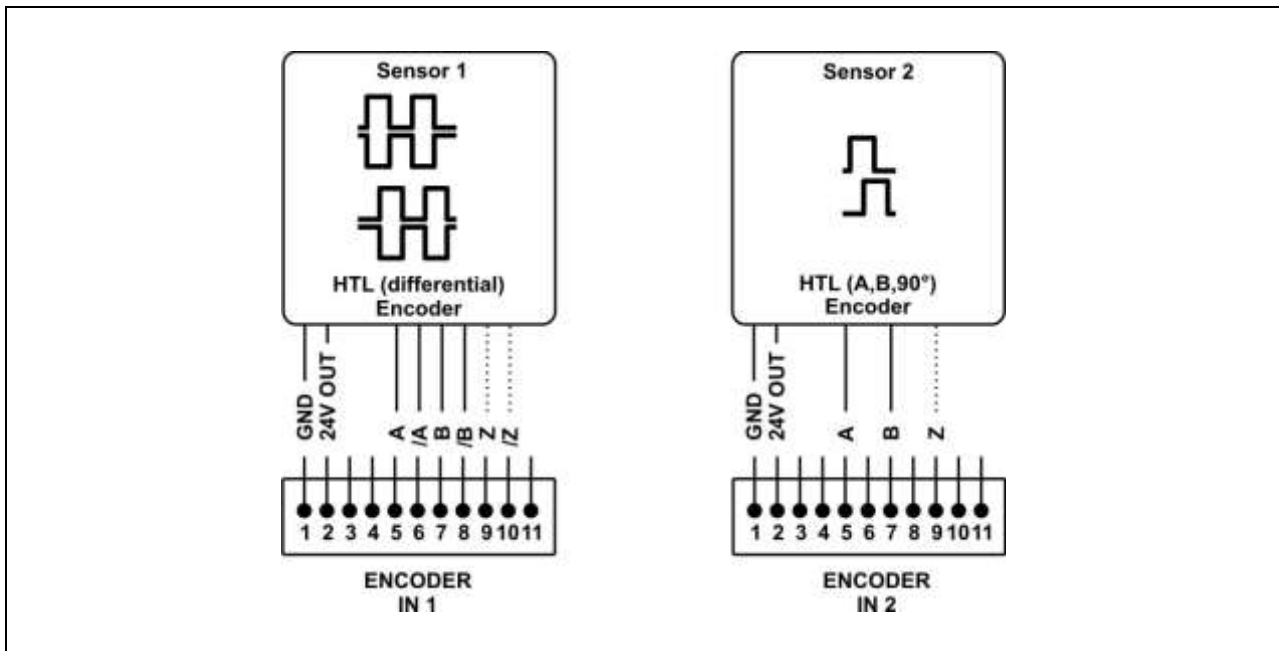 Sensor 1
HTL (differential)
Encoder
GND
24V OUT
A
/A
B
/B
Z
/Z
1 2 3 4 5 6 7 8 9 10 11
ENCODER
IN 1
Sensor 2
HTL (A,B,90°)
Encoder
GND
24V OUT
A
B
Z
1 2 3 4 5 6 7 8 9 10 11
ENCODER
IN 2